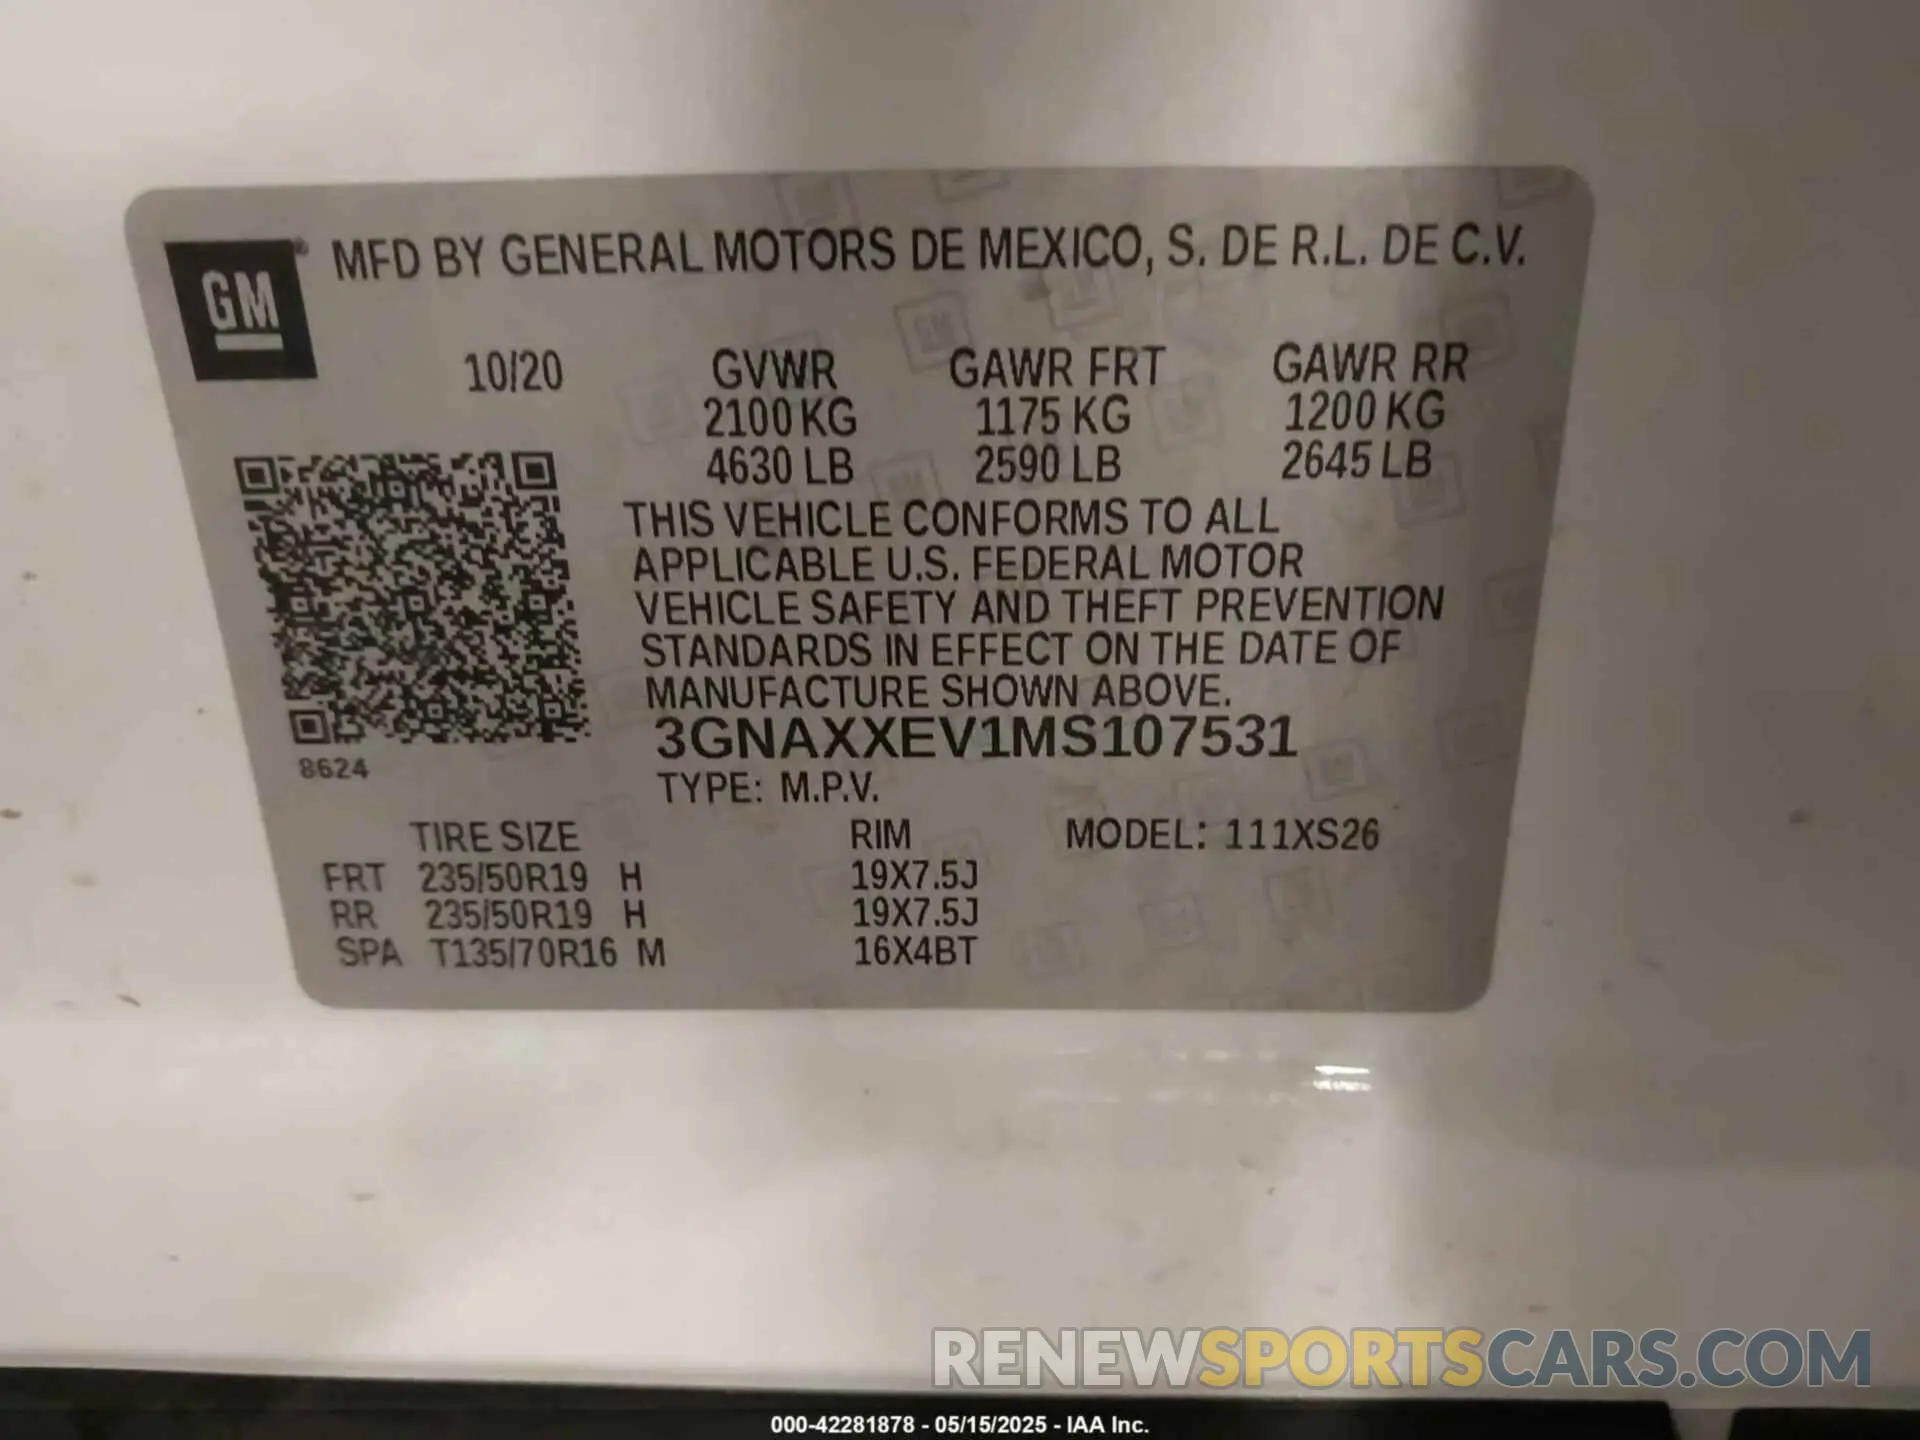 GM ® MFD BY GENERAL MOTORS DE MEXICO, S. DE R.L. DE C.V.
10/20 GVWR GAWR FRT GAWR RR
2100 KG 1175 KG 1200 KG
4630 LB 2590 LB 2645 LB
THIS VEHICLE CONFORMS TO ALL
APPLICABLE U.S. FEDERAL MOTOR
VEHICLE SAFETY AND THEFT PREVENTION
STANDARDS IN EFFECT ON THE DATE OF
MANUFACTURE SHOWN ABOVE.
3GNAXXEV1MS107531
8624
TYPE: M.P.V.
TIRE SIZE RIM MODEL: 111XS26
FRT 235/50R19 H 19X7.5J
RR 235/50R19 H 19X7.5J
SPA T135/70R16 M 16X4BT
RENEWSPORTSCARS.COM
000-42281878 - 05/15/2025 - IAA Inc.